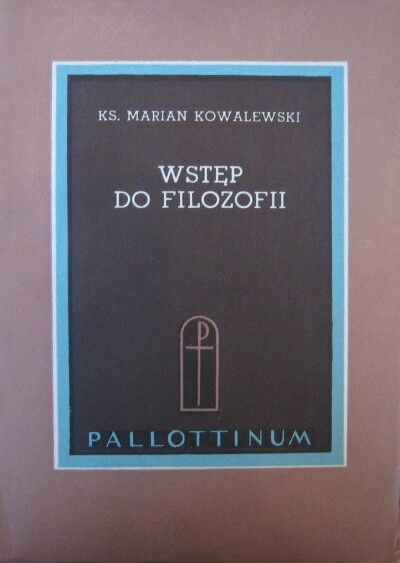 KS. MARIAN KOWALEWSKI
WSTĘP
DO FILOZOFII
PALLOTTINUM